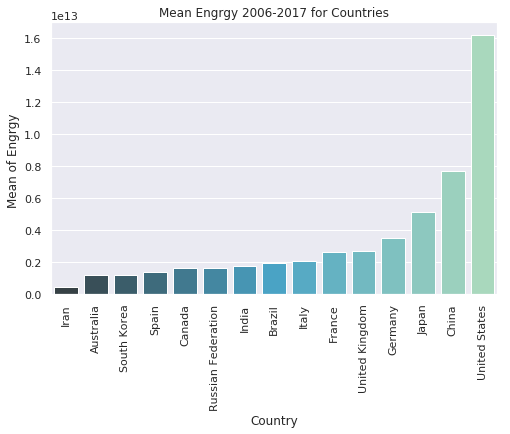 Mean Engrgy 2006-2017 for Countries
1e13
1.6
1.4
1.2
1.0
0.8
0.6
0.4
0.2
0.0
Mean of Engrgy
Iran
Australia
South Korea
Spain
Canada
Russian Federation
India
Brazil
Italy
France
United Kingdom
Germany
Japan
China
United States
Country